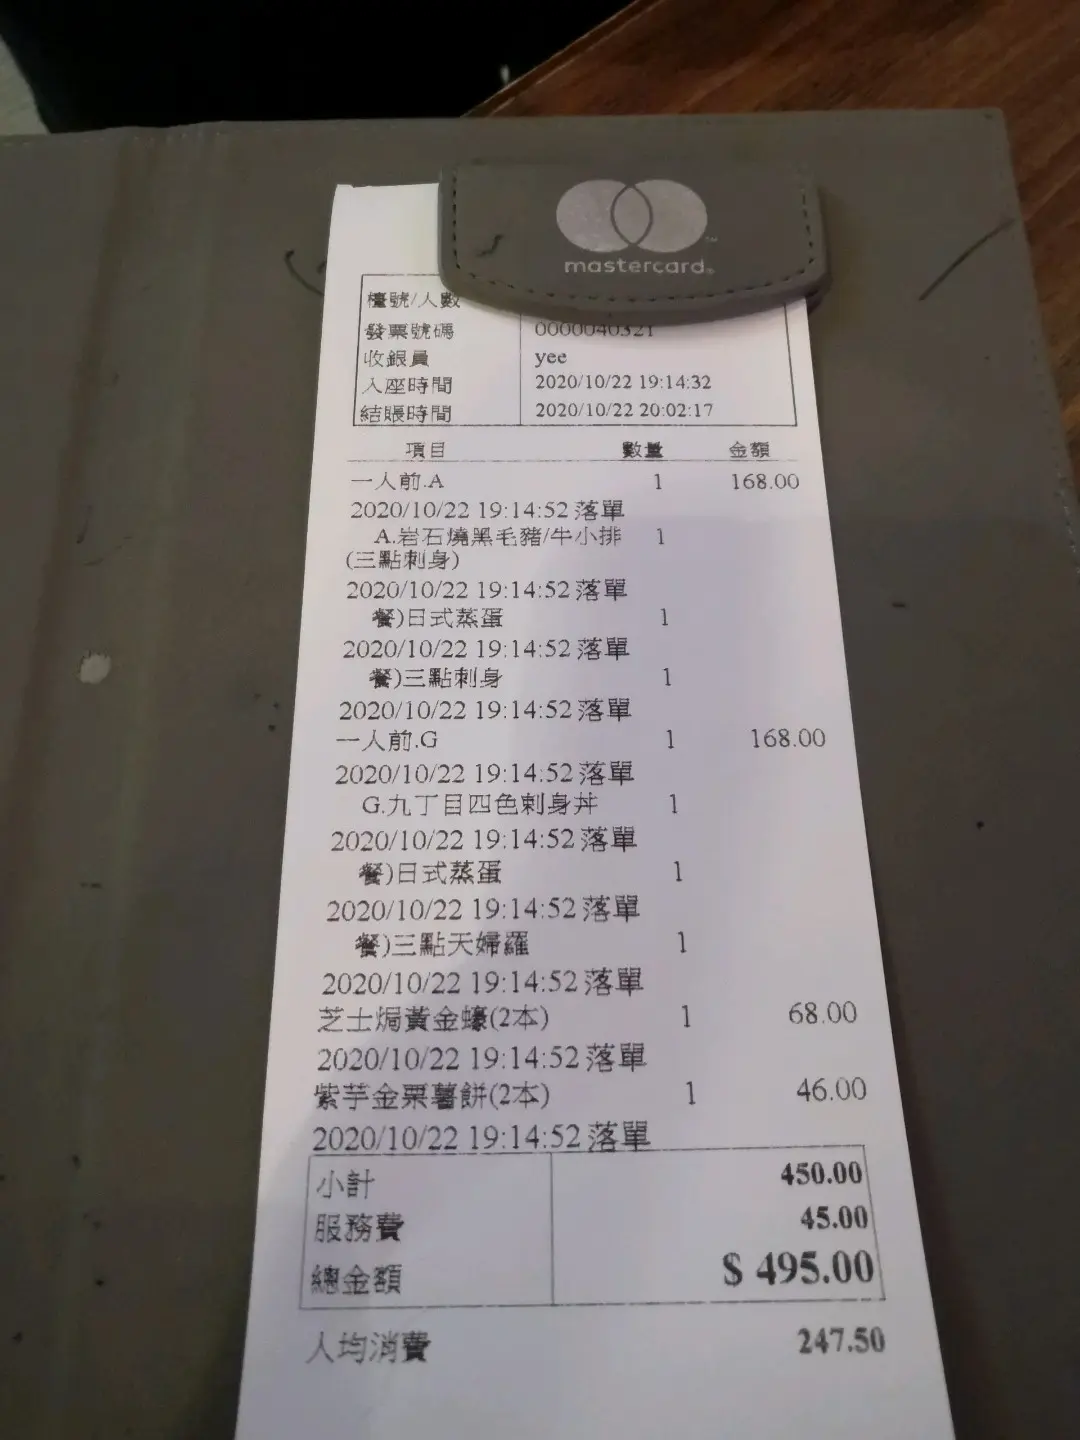 mastercard
檯號/人數
發票號碼 0000040321
收銀員 yee
入座時間 2020/10/22 19:14:32
結賬時間 2020/10/22 20:02:17
項目 數量 金額
一人前.A 1 168.00
2020/10/22 19:14:52 落單
A.岩石燒黑毛豬/牛小排 1
(三點刺身)
2020/10/22 19:14:52 落單
餐)日式蒸蛋 1
2020/10/22 19:14:52 落單
餐)三點刺身 1
2020/10/22 19:14:52 落單
一人前.G 1 168.00
2020/10/22 19:14:52 落單
G.九丁目四色刺身丼 1
2020/10/22 19:14:52 落單
餐)日式蒸蛋 1
2020/10/22 19:14:52 落單
餐)三點天婦羅 1
2020/10/22 19:14:52 落單
芝士焗黃金蠔(2本) 1 68.00
2020/10/22 19:14:52 落單
紫芋金栗薯餅(2本) 1 46.00
2020/10/22 19:14:52 落單
小計 450.00
服務費 45.00
總金額 $ 495.00
人均消費 247.50